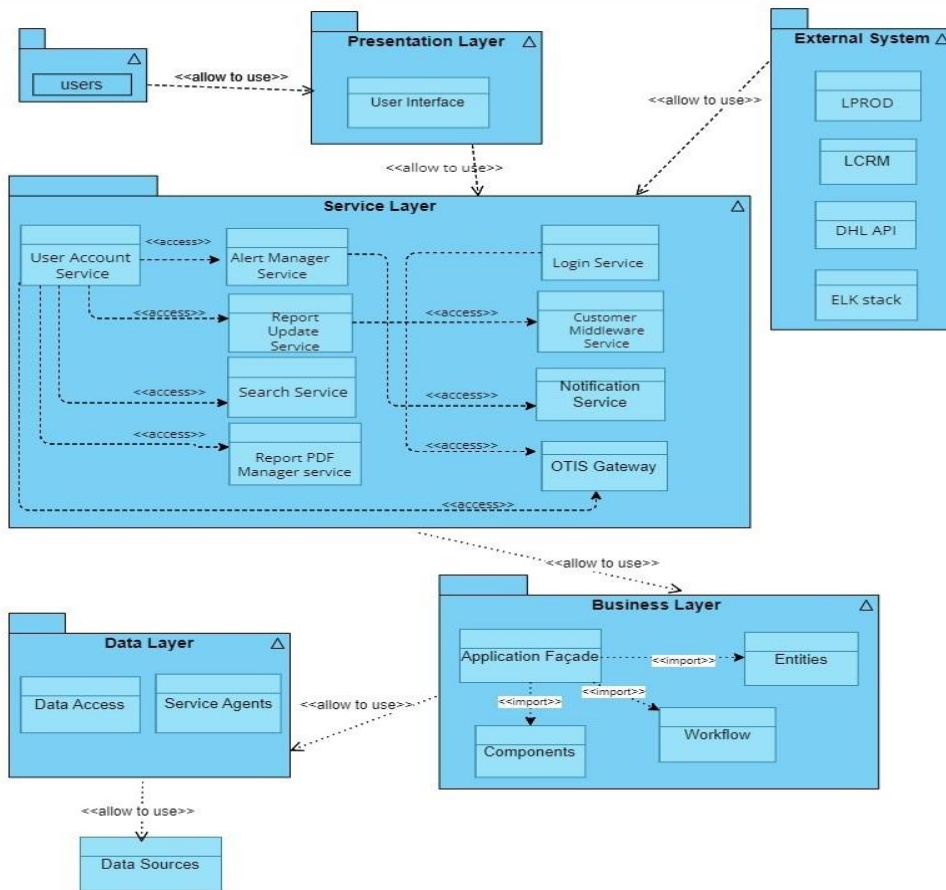 Presentation Layer
External System
users
<<allow to use>>
User Interface
<<allow to use>>
LPROD
LCRM
DHL API
ELK stack
<<allow to use>>
Service Layer
User Account
Service
<<access>>
Alert Manager
Service
Login Service
<<access>>
Report
Update
Service
<<access>>
Customer
Middleware
Service
<<access>>
Search Service
<<access>>
Notification
Service
<<access>>
Report PDF
Manager service
<<access>>
OTIS Gateway
<<access>>
<<allow to use>>
Business Layer
Application Façade
<<import>>
Entities
<<import>>
<<import>>
Workflow
Components
Data Layer
Data Access
Service Agents
<<allow to use>>
<<allow to use>>
Data Sources